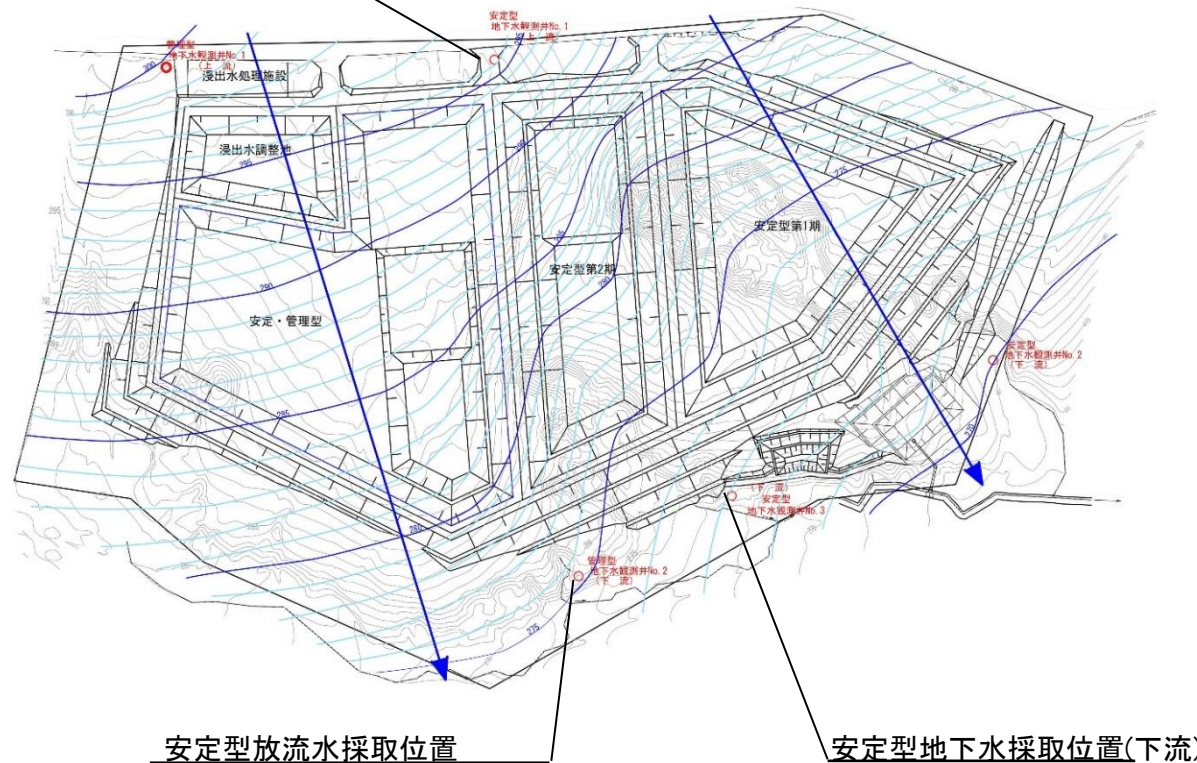 安定型
地下水観測井No.1
(上 流)
管理型
地下水観測井No.1
(上 流)
浸出水処理施設
300
浸出水調整池
295
295
275
安定型第1期
安定型第2期
290
280
安定・管理型
安定型
地下水観測井No.2
(下 流)
285
270
(下 流)
安定型
地下水観測井No.3
管理型
地下水観測井No.2
(下 流)
275
安定型放流水採取位置
安定型地下水採取位置(下流)